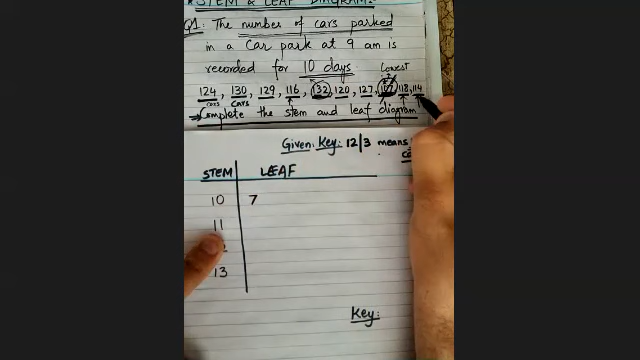 STEM & LEAF DIAGRAM
Q1: The number of cars parked
in a car park at 9 am is
recorded for 10 days
Lowest
124, 130, 129, 116, 132, 120, 127, 107, 118, 114
cars cars
Complete the stem and leaf diagram
Given Key: 12|3 means
STEM LEAF
10 7
11
13
Key: